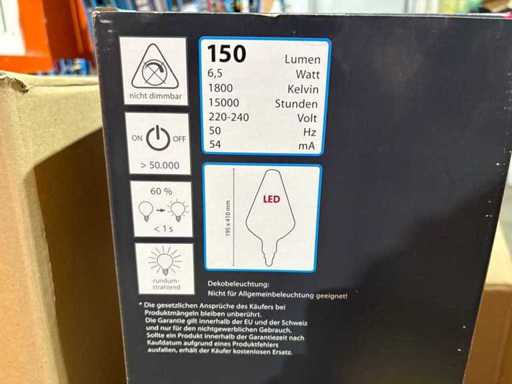 nicht dimmbar
ON OFF
> 50.000
60 %
< 1 s
rundum-
strahlend
150 Lumen
6,5 Watt
1800 Kelvin
15000 Stunden
220-240 Volt
50 Hz
54 mA
195 x 410 mm
LED
Dekobeleuchtung:
Nicht für Allgemeinbeleuchtung geeignet!
* Die gesetzlichen Ansprüche des Käufers bei
Produktmängeln bleiben unberührt.
Die Garantie gilt innerhalb der EU und der Schweiz
und nur für den nichtgewerblichen Gebrauch.
Sollte ein Produkt innerhalb der Garantiezeit nach
Kaufdatum aufgrund eines Produktfehlers
ausfallen, erhält der Käufer kostenlosen Ersatz.